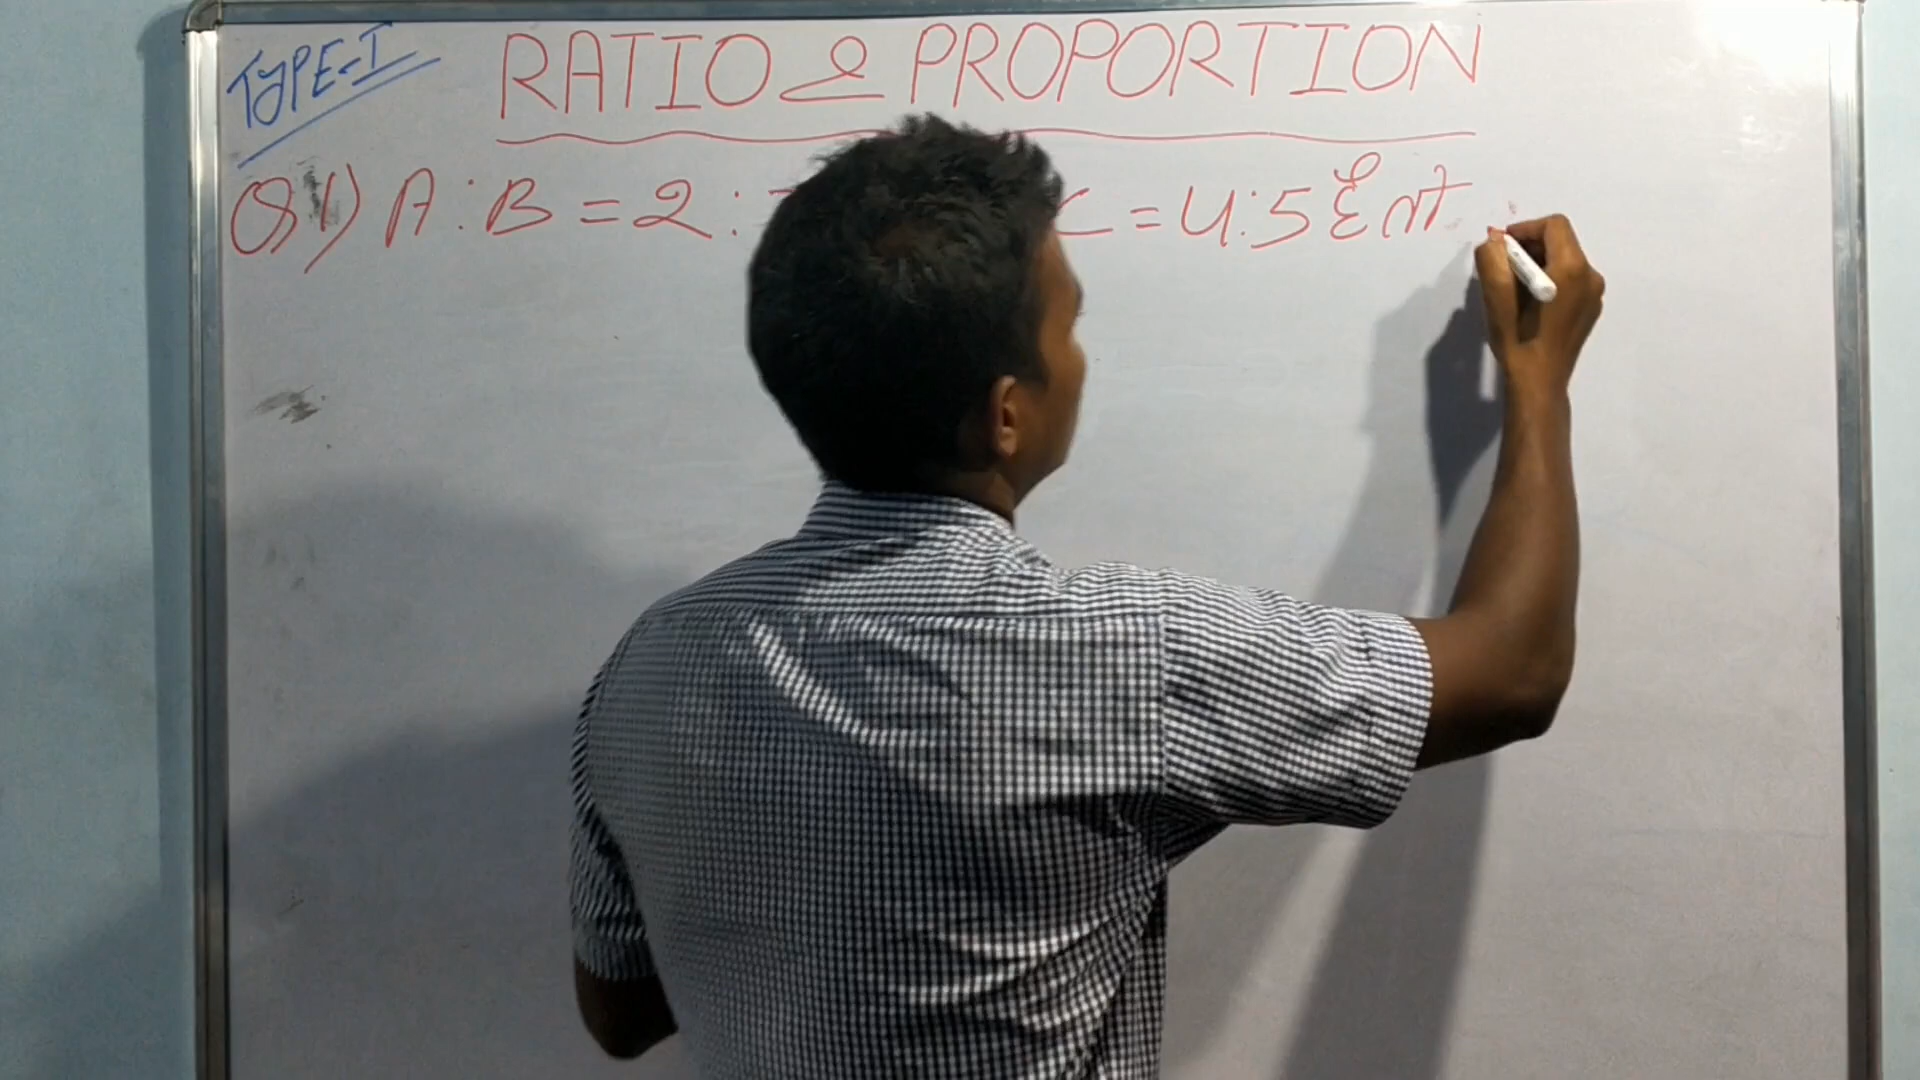 TYPE-I
RATIO & PROPORTION
Q1) A:B = 2: C = 4:5 है तो